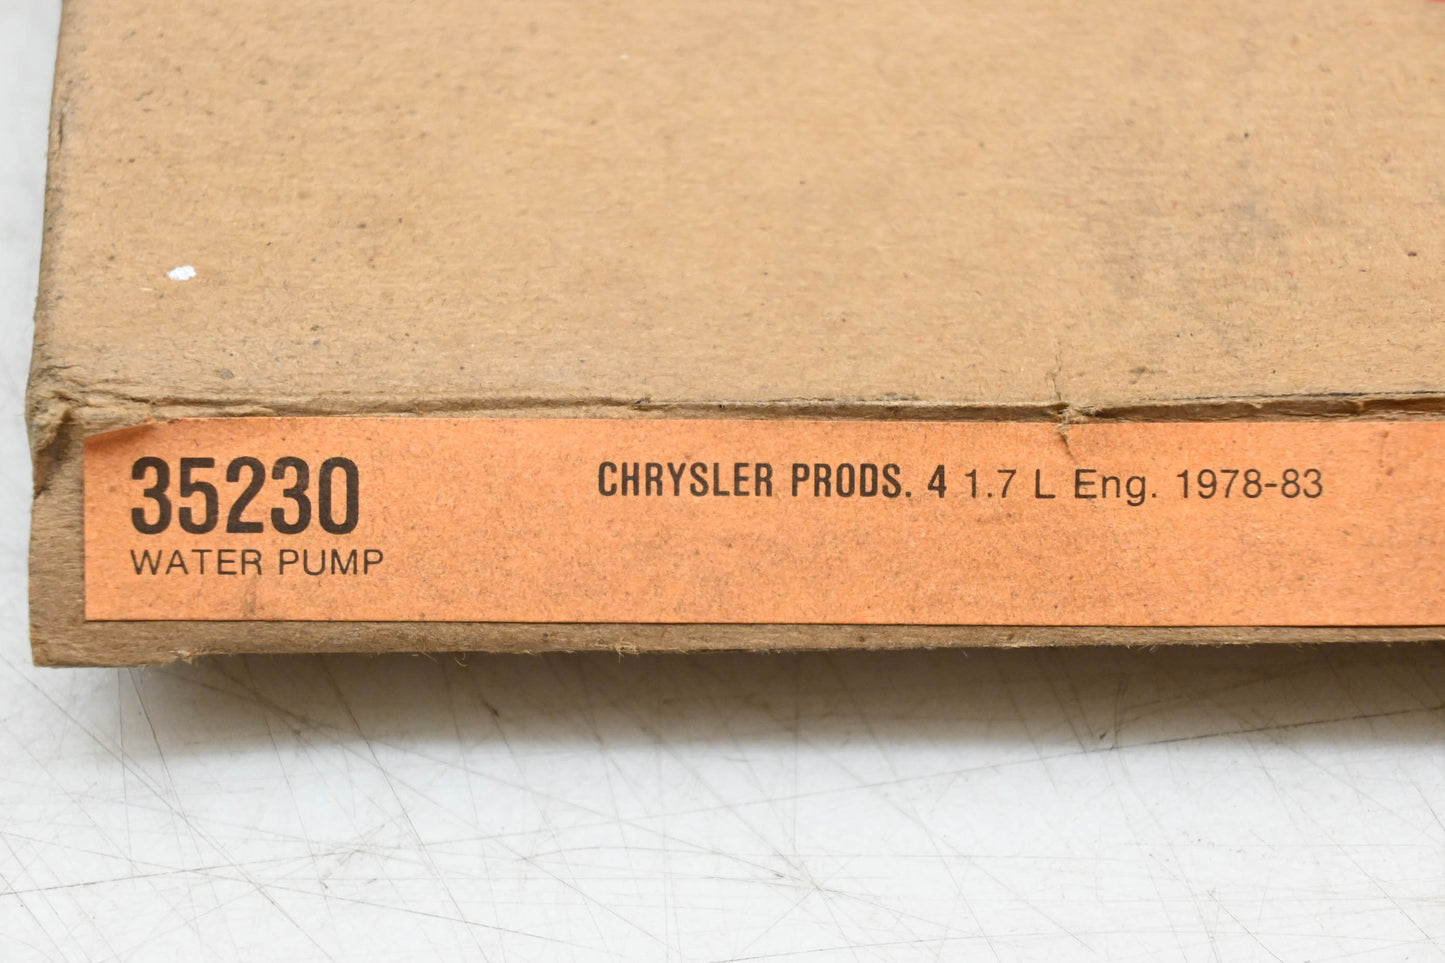 35230 CHRYSLER PRODS. 4 1.7 L Eng. 1978-83
WATER PUMP